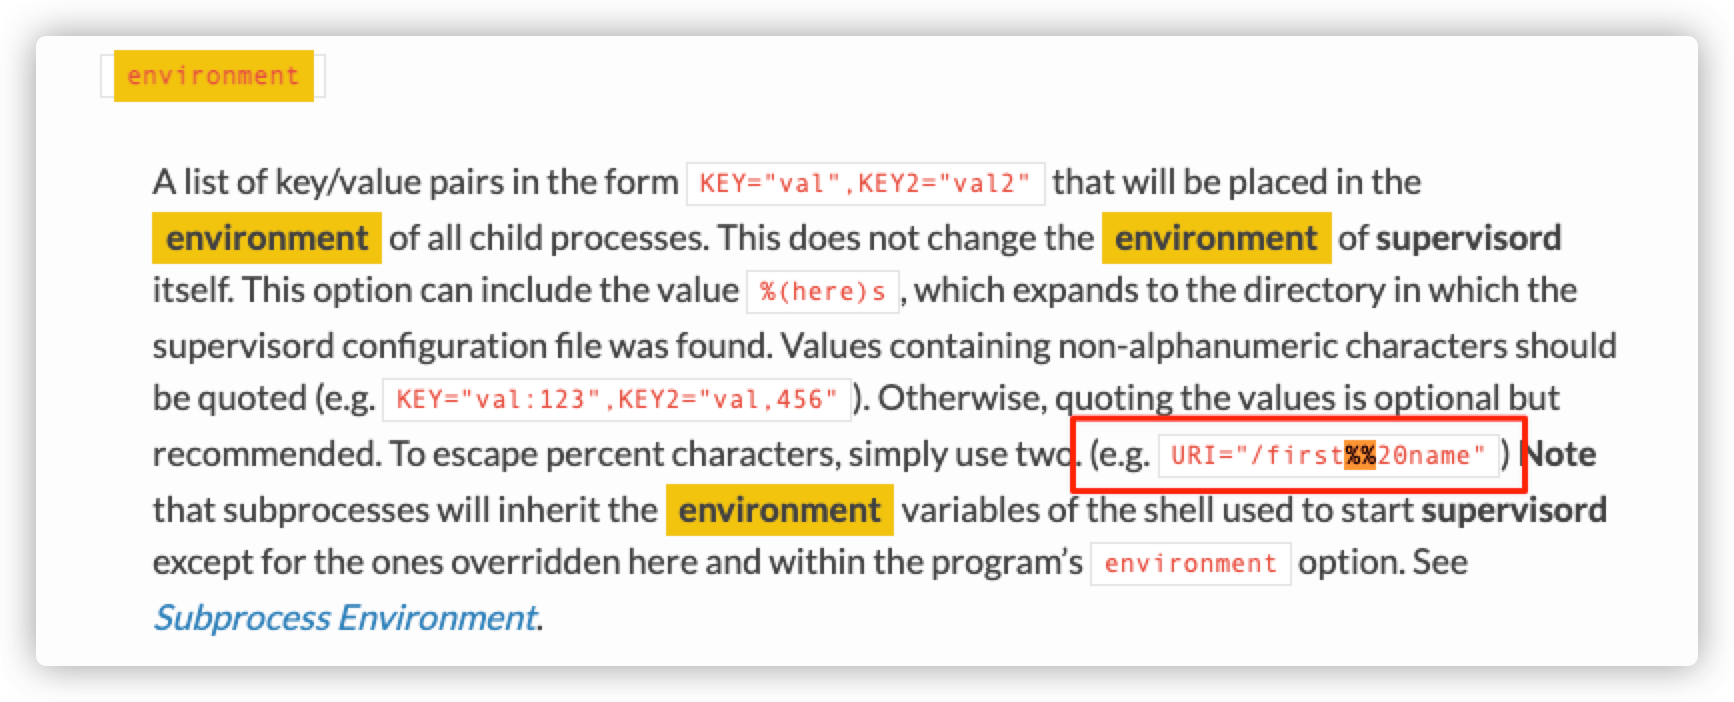 environment
A list of key/value pairs in the form KEY="val",KEY2="val2" that will be placed in the
environment of all child processes. This does not change the environment of supervisord
itself. This option can include the value %(here)s, which expands to the directory in which the
supervisord configuration file was found. Values containing non-alphanumeric characters should
be quoted (e.g. KEY="val:123",KEY2="val,456"). Otherwise, quoting the values is optional but
recommended. To escape percent characters, simply use two. (e.g. URI="/first%%20name") Note
that subprocesses will inherit the environment variables of the shell used to start supervisord
except for the ones overridden here and within the program’s environment option. See
Subprocess Environment.